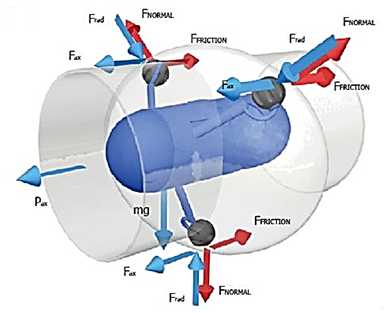 Frad
FNORMAL
FFRICTION
Fax
Frad
FNORMAL
Fax
FFRICTION
Pax
mg
FFRICTION
Fax
Frad
FNORMAL